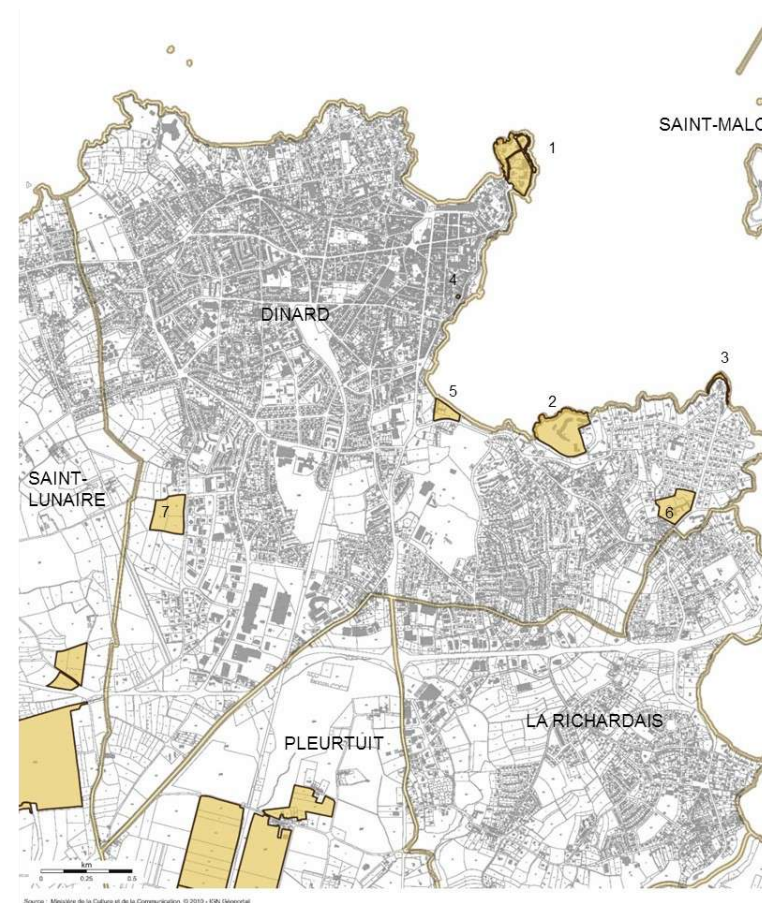 SAINT-MALO
1
4
DINARD
3
5
2
SAINT-
LUNAIRE
7
6
LA RICHARDAIS
PLEURTUIT
km
0 0.25 0.5
Source : Ministère de la Culture et de la Communication, © 2010 - IGN Géoportail